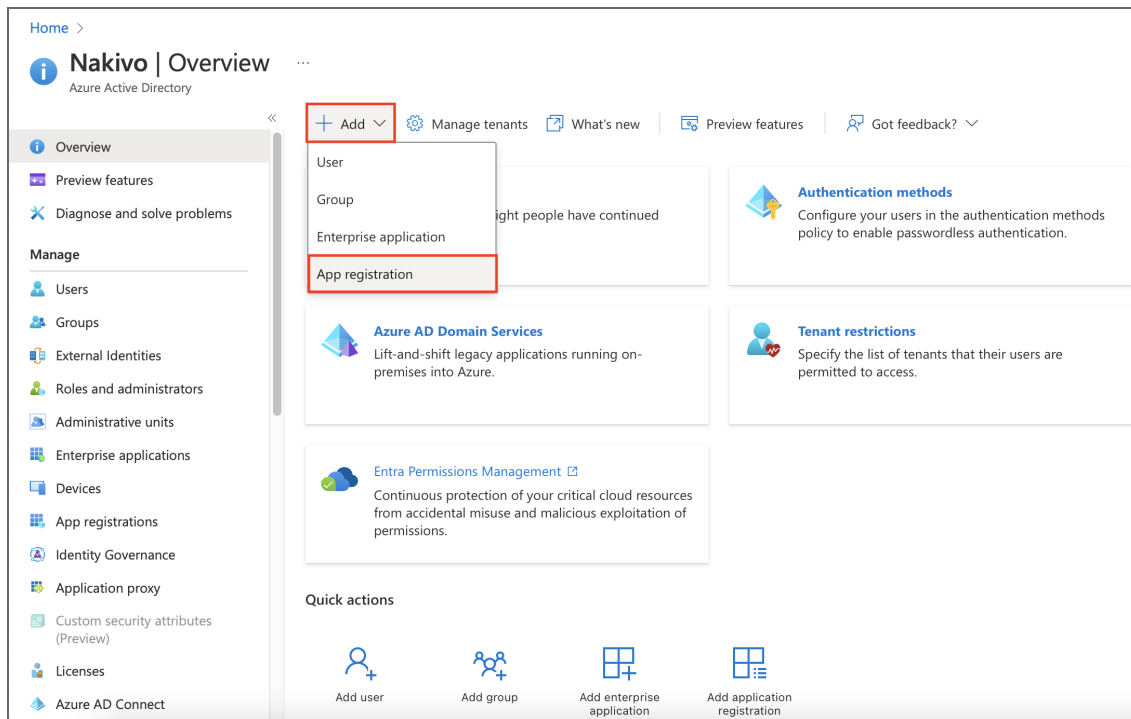 Home >
Nakivo | Overview ...
Azure Active Directory
«
Overview
Preview features
Diagnose and solve problems
Manage
Users
Groups
External Identities
Roles and administrators
Administrative units
Enterprise applications
Devices
App registrations
Identity Governance
Application proxy
Custom security attributes
(Preview)
Licenses
Azure AD Connect
Add
Manage tenants
What's new
Preview features
Got feedback?
User
Group
Enterprise application
App registration
ight people have continued
Authentication methods
Configure your users in the authentication methods
policy to enable passwordless authentication.
Azure AD Domain Services
Lift-and-shift legacy applications running on-
premises into Azure.
Tenant restrictions
Specify the list of tenants that their users are
permitted to access.
Entra Permissions Management
Continuous protection of your critical cloud resources
from accidental misuse and malicious exploitation of
permissions.
Quick actions
Add user
Add group
Add enterprise
application
Add application
registration